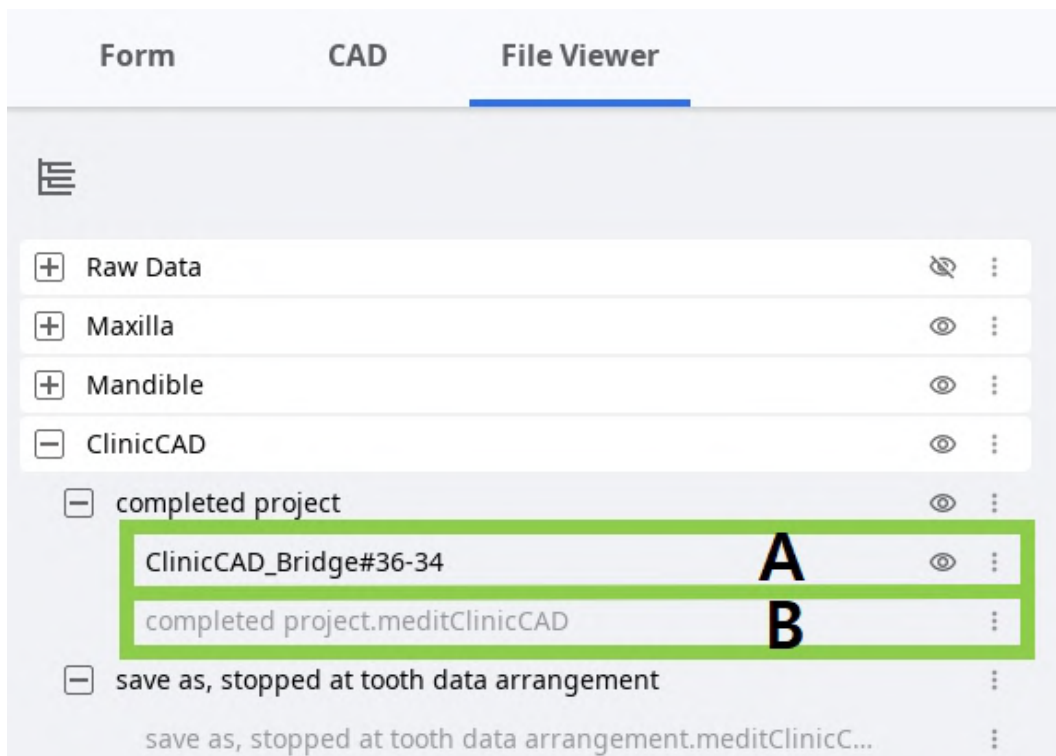 Form CAD File Viewer
Raw Data
Maxilla
Mandible
ClinicCAD
completed project
ClinicCAD_Bridge#36-34 A
completed project.meditClinicCAD B
save as, stopped at tooth data arrangement
save as, stopped at tooth data arrangement.meditClinicC...